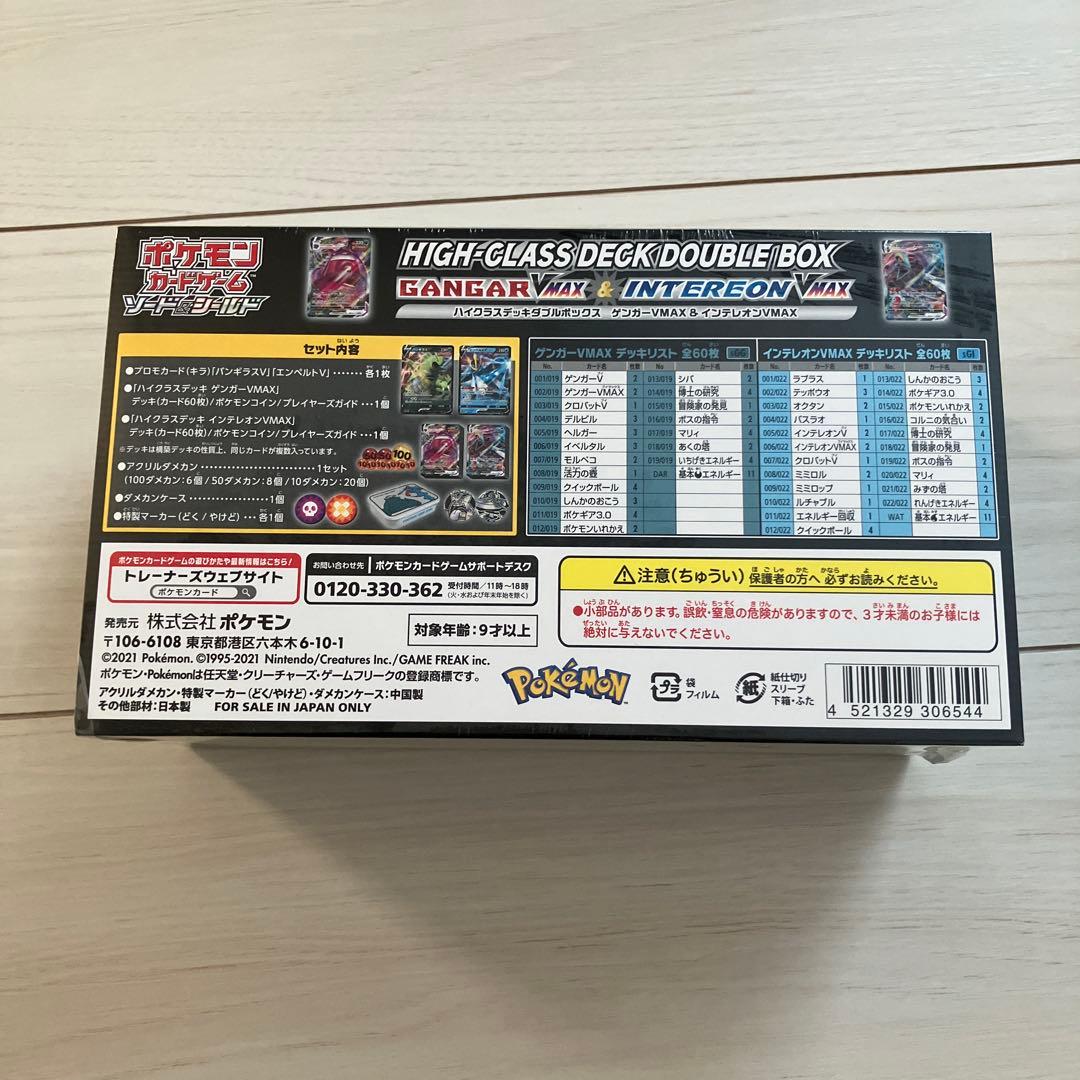 ポケモン
カードゲーム
ソード&シールド
HIGH-CLASS DECK DOUBLE BOX
GANGAR VMAX & INTEREON VMAX
ハイクラスデッキダブルボックス ゲンガーVMAX & インテレオンVMAX
セット内容
●プロモカード(キラ)「バンギラスV」「エンペルトV」……各1枚
●「ハイクラスデッキ ゲンガーVMAX」
デッキ(カード60枚)/ポケモンコイン/プレイヤーズガイド…1個
●「ハイクラスデッキ インテレオンVMAX」
デッキ(カード60枚)/ポケモンコイン/プレイヤーズガイド…1個
※デッキは構築デッキの性質上、同じカードが複数入っています。
●アクリルダメカン……1セット
(100ダメカン:6個 / 50ダメカン:8個 / 10ダメカン:20個)
●ダメカンケース……1個
●特製マーカー(どく / やけど)…各1個
ゲンガーVMAX デッキリスト 全60枚 sGG
No. カード名 枚数 No. カード名 枚数
001/019 ゲンガーV 013/019 シバ
002/019 ゲンガーVMAX 014/019 博士の研究
003/019 クロバットV 015/019 冒険家の発見
004/019 デルビル 016/019 ボスの指令
005/019 ヘルガー 017/019 マリィ
006/019 イベルタル 018/019 あくの塔
007/019 モルペコ 019/019 いちげきエネルギー
008/019 活力の壺 DAR 基本エネルギー 11
009/019 クイックボール 4
010/019 しんかのおこう 3
011/019 ポケギア3.0 4
012/019 ポケモンいれかえ 2
インテレオンVMAX デッキリスト 全60枚 sGI
No. カード名 枚数 No. カード名 枚数
001/022 ラプラス 1 013/022 しんかのおこう 3
002/022 テッポウオ 3 014/022 ポケギア3.0
003/022 オクタン 2 015/022 ポケモンいれかえ
004/022 バスラオ 1 016/022 コルニの気合い
005/022 インテレオンV 017/022 博士の研究
006/022 インテレオンVMAX 018/022 冒険家の発見
007/022 クロバットV 019/022 ボスの指令
008/022 ミミロル 020/022 マリィ
009/022 ミミロップ 021/022 みずの塔
010/022 ルチャブル 022/022 れんげきエネルギー
011/022 エネルギー回収 WAT 基本エネルギー 11
012/022 クイックボール 4
ポケモンカードゲームの遊びかたや最新情報はこちら!
トレーナーズウェブサイト
ポケモンカード
お問い合わせ先 ポケモンカードゲームサポートデスク
0120-330-362 受付時間/11時〜18時
(火・水および年末年始を除く)
発売元 株式会社 ポケモン
〒106-6108 東京都港区六本木6-10-1
対象年齢:9才以上
©2021 Pokémon. ©1995-2021 Nintendo/Creatures Inc./GAME FREAK inc.
ポケモン・Pokémonは任天堂・クリーチャーズ・ゲームフリークの登録商標です。
アクリルダメカン・特製マーカー(どく/やけど)・ダメカンケース:中国製
その他部材:日本製 FOR SALE IN JAPAN ONLY
⚠注意(ちゅうい) 保護者の方へ 必ずお読みください。
●小部品があります。誤飲・窒息の危険がありますので、3才未満のお子様には
絶対に与えないでください。
POKéMON
プラ 袋
フィルム
紙 紙仕切り
スリーブ
下箱・ふた
4 521329 306544